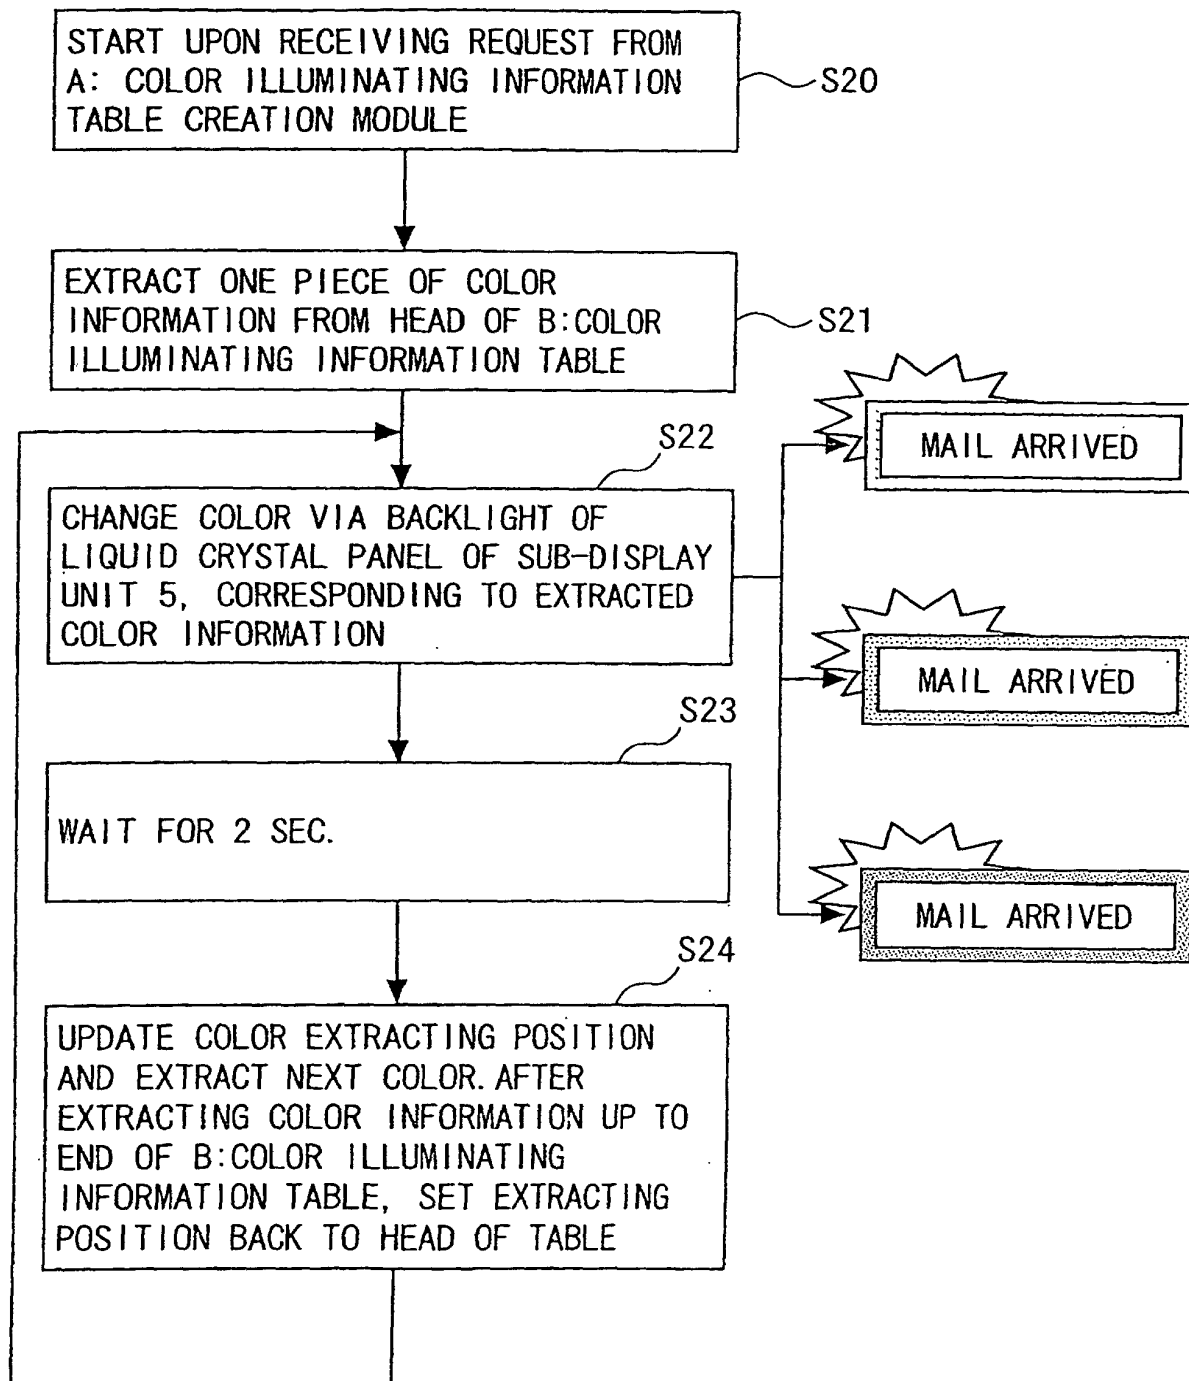 START UPON RECEIVING REQUEST FROM
A: COLOR ILLUMINATING INFORMATION
TABLE CREATION MODULE
S20
EXTRACT ONE PIECE OF COLOR
INFORMATION FROM HEAD OF B:COLOR
ILLUMINATING INFORMATION TABLE
S21
S22
CHANGE COLOR VIA BACKLIGHT OF
LIQUID CRYSTAL PANEL OF SUB-DISPLAY
UNIT 5, CORRESPONDING TO EXTRACTED
COLOR INFORMATION
MAIL ARRIVED
MAIL ARRIVED
MAIL ARRIVED
S23
WAIT FOR 2 SEC.
S24
UPDATE COLOR EXTRACTING POSITION
AND EXTRACT NEXT COLOR. AFTER
EXTRACTING COLOR INFORMATION UP TO
END OF B:COLOR ILLUMINATING
INFORMATION TABLE, SET EXTRACTING
POSITION BACK TO HEAD OF TABLE